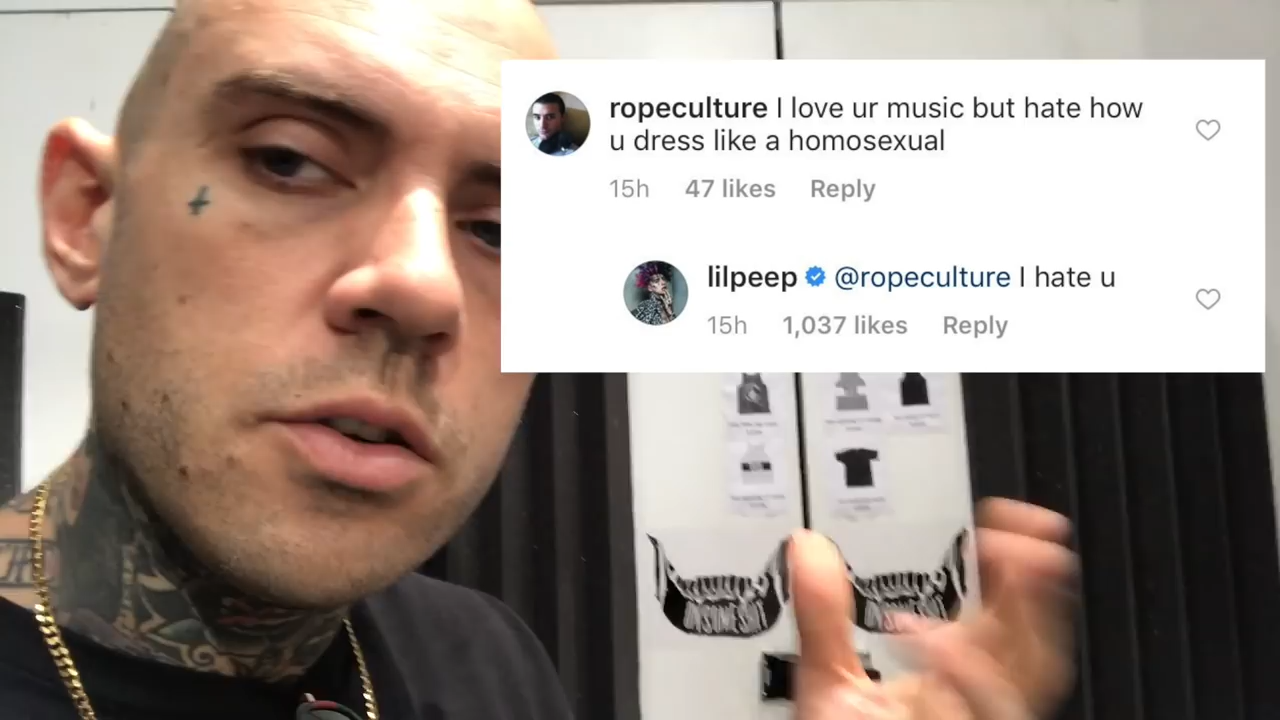 ropeculture I love ur music but hate how
u dress like a homosexual
15h 47 likes Reply
lilpeep @ropeculture I hate u
15h 1,037 likes Reply